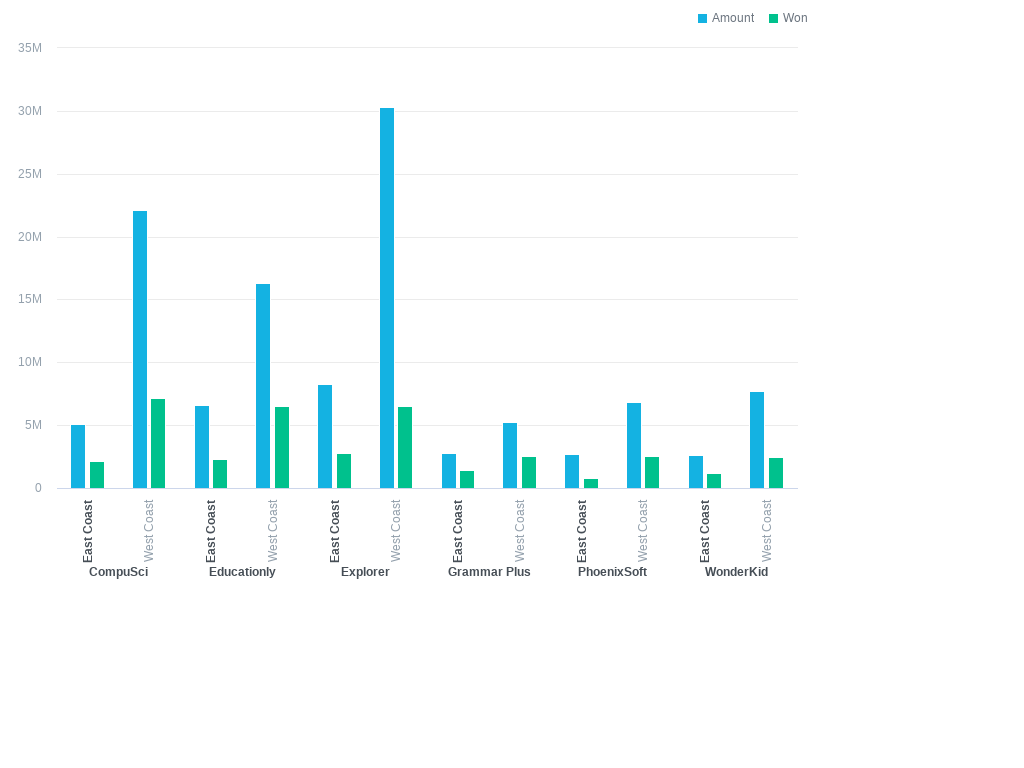 Amount Won
35M
30M
25M
20M
15M
10M
5M
0
East Coast West Coast East Coast West Coast East Coast West Coast East Coast West Coast East Coast West Coast East Coast West Coast
CompuSci Educationly Explorer Grammar Plus PhoenixSoft WonderKid